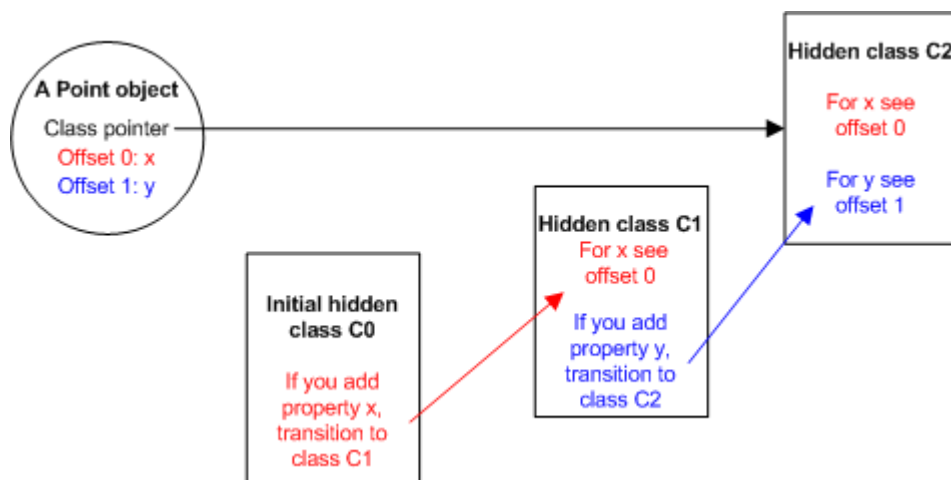 A Point object
Class pointer
Offset 0: x
Offset 1: y
Initial hidden
class C0
If you add
property x,
transition to
class C1
Hidden class C1
For x see
offset 0
If you add
property y,
transition to
class C2
Hidden class C2
For x see
offset 0
For y see
offset 1